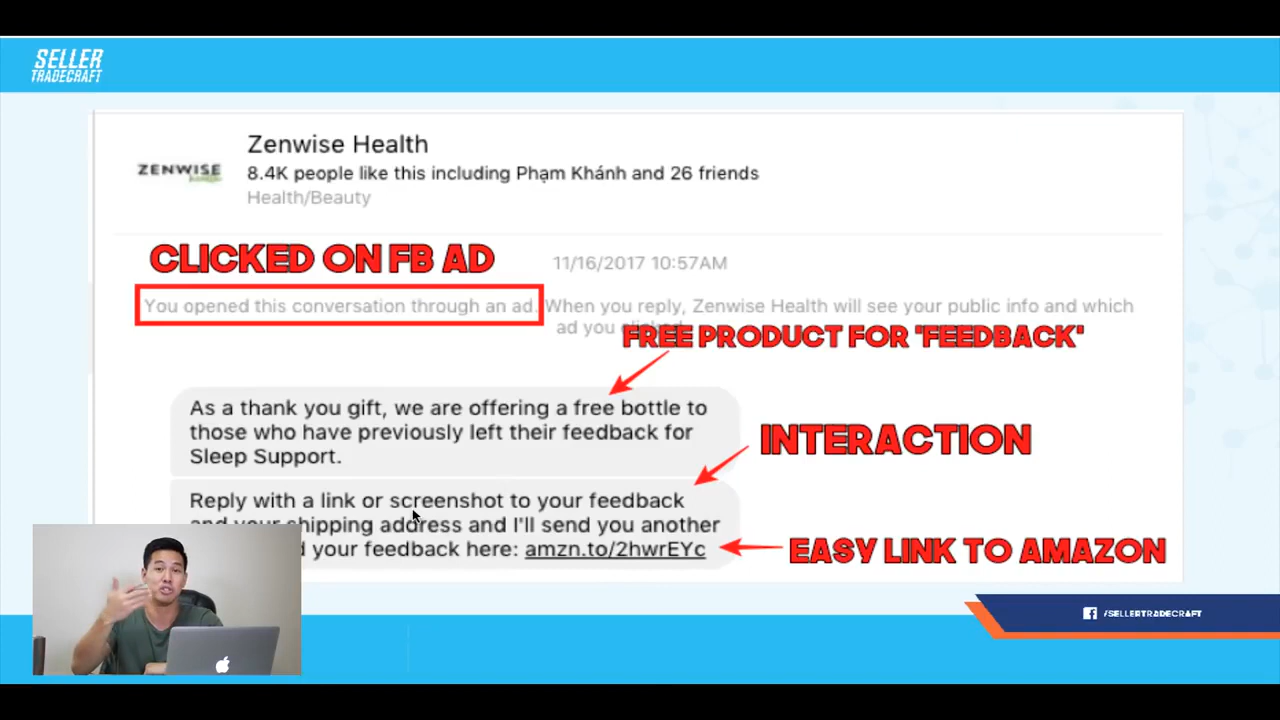 SELLER
TRADECRAFT
Zenwise Health
ZENWISE
8.4K people like this including Phạm Khánh and 26 friends
Health/Beauty
CLICKED ON FB AD
11/16/2017 10:57AM
You opened this conversation through an ad. When you reply, Zenwise Health will see your public info and which
ad you clicked
FREE PRODUCT FOR 'FEEDBACK'
As a thank you gift, we are offering a free bottle to
those who have previously left their feedback for
Sleep Support.
INTERACTION
Reply with a link or screenshot to your feedback
and your shipping address and I'll send you another
your feedback here: amzn.to/2hwrEYc
EASY LINK TO AMAZON
/SELLERTRADECRAFT